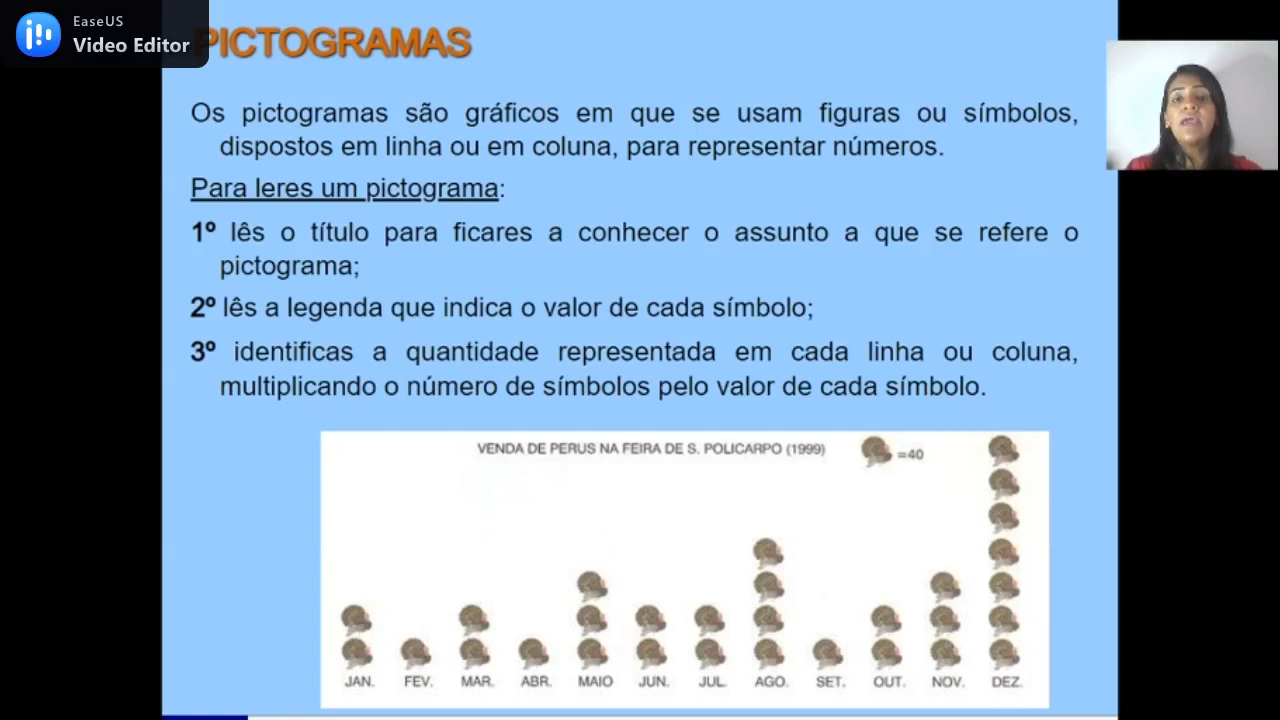 EaseUS
Video Editor
PICTOGRAMAS
Os pictogramas são gráficos em que se usam figuras ou símbolos,
dispostos em linha ou em coluna, para representar números.
Para leres um pictograma:
1º lês o título para ficares a conhecer o assunto a que se refere o
pictograma;
2º lês a legenda que indica o valor de cada símbolo;
3º identificas a quantidade representada em cada linha ou coluna,
multiplicando o número de símbolos pelo valor de cada símbolo.
VENDA DE PERUS NA FEIRA DE S. POLICARPO (1999) =40
JAN. FEV. MAR. ABR. MAIO JUN. JUL. AGO. SET. OUT. NOV. DEZ.